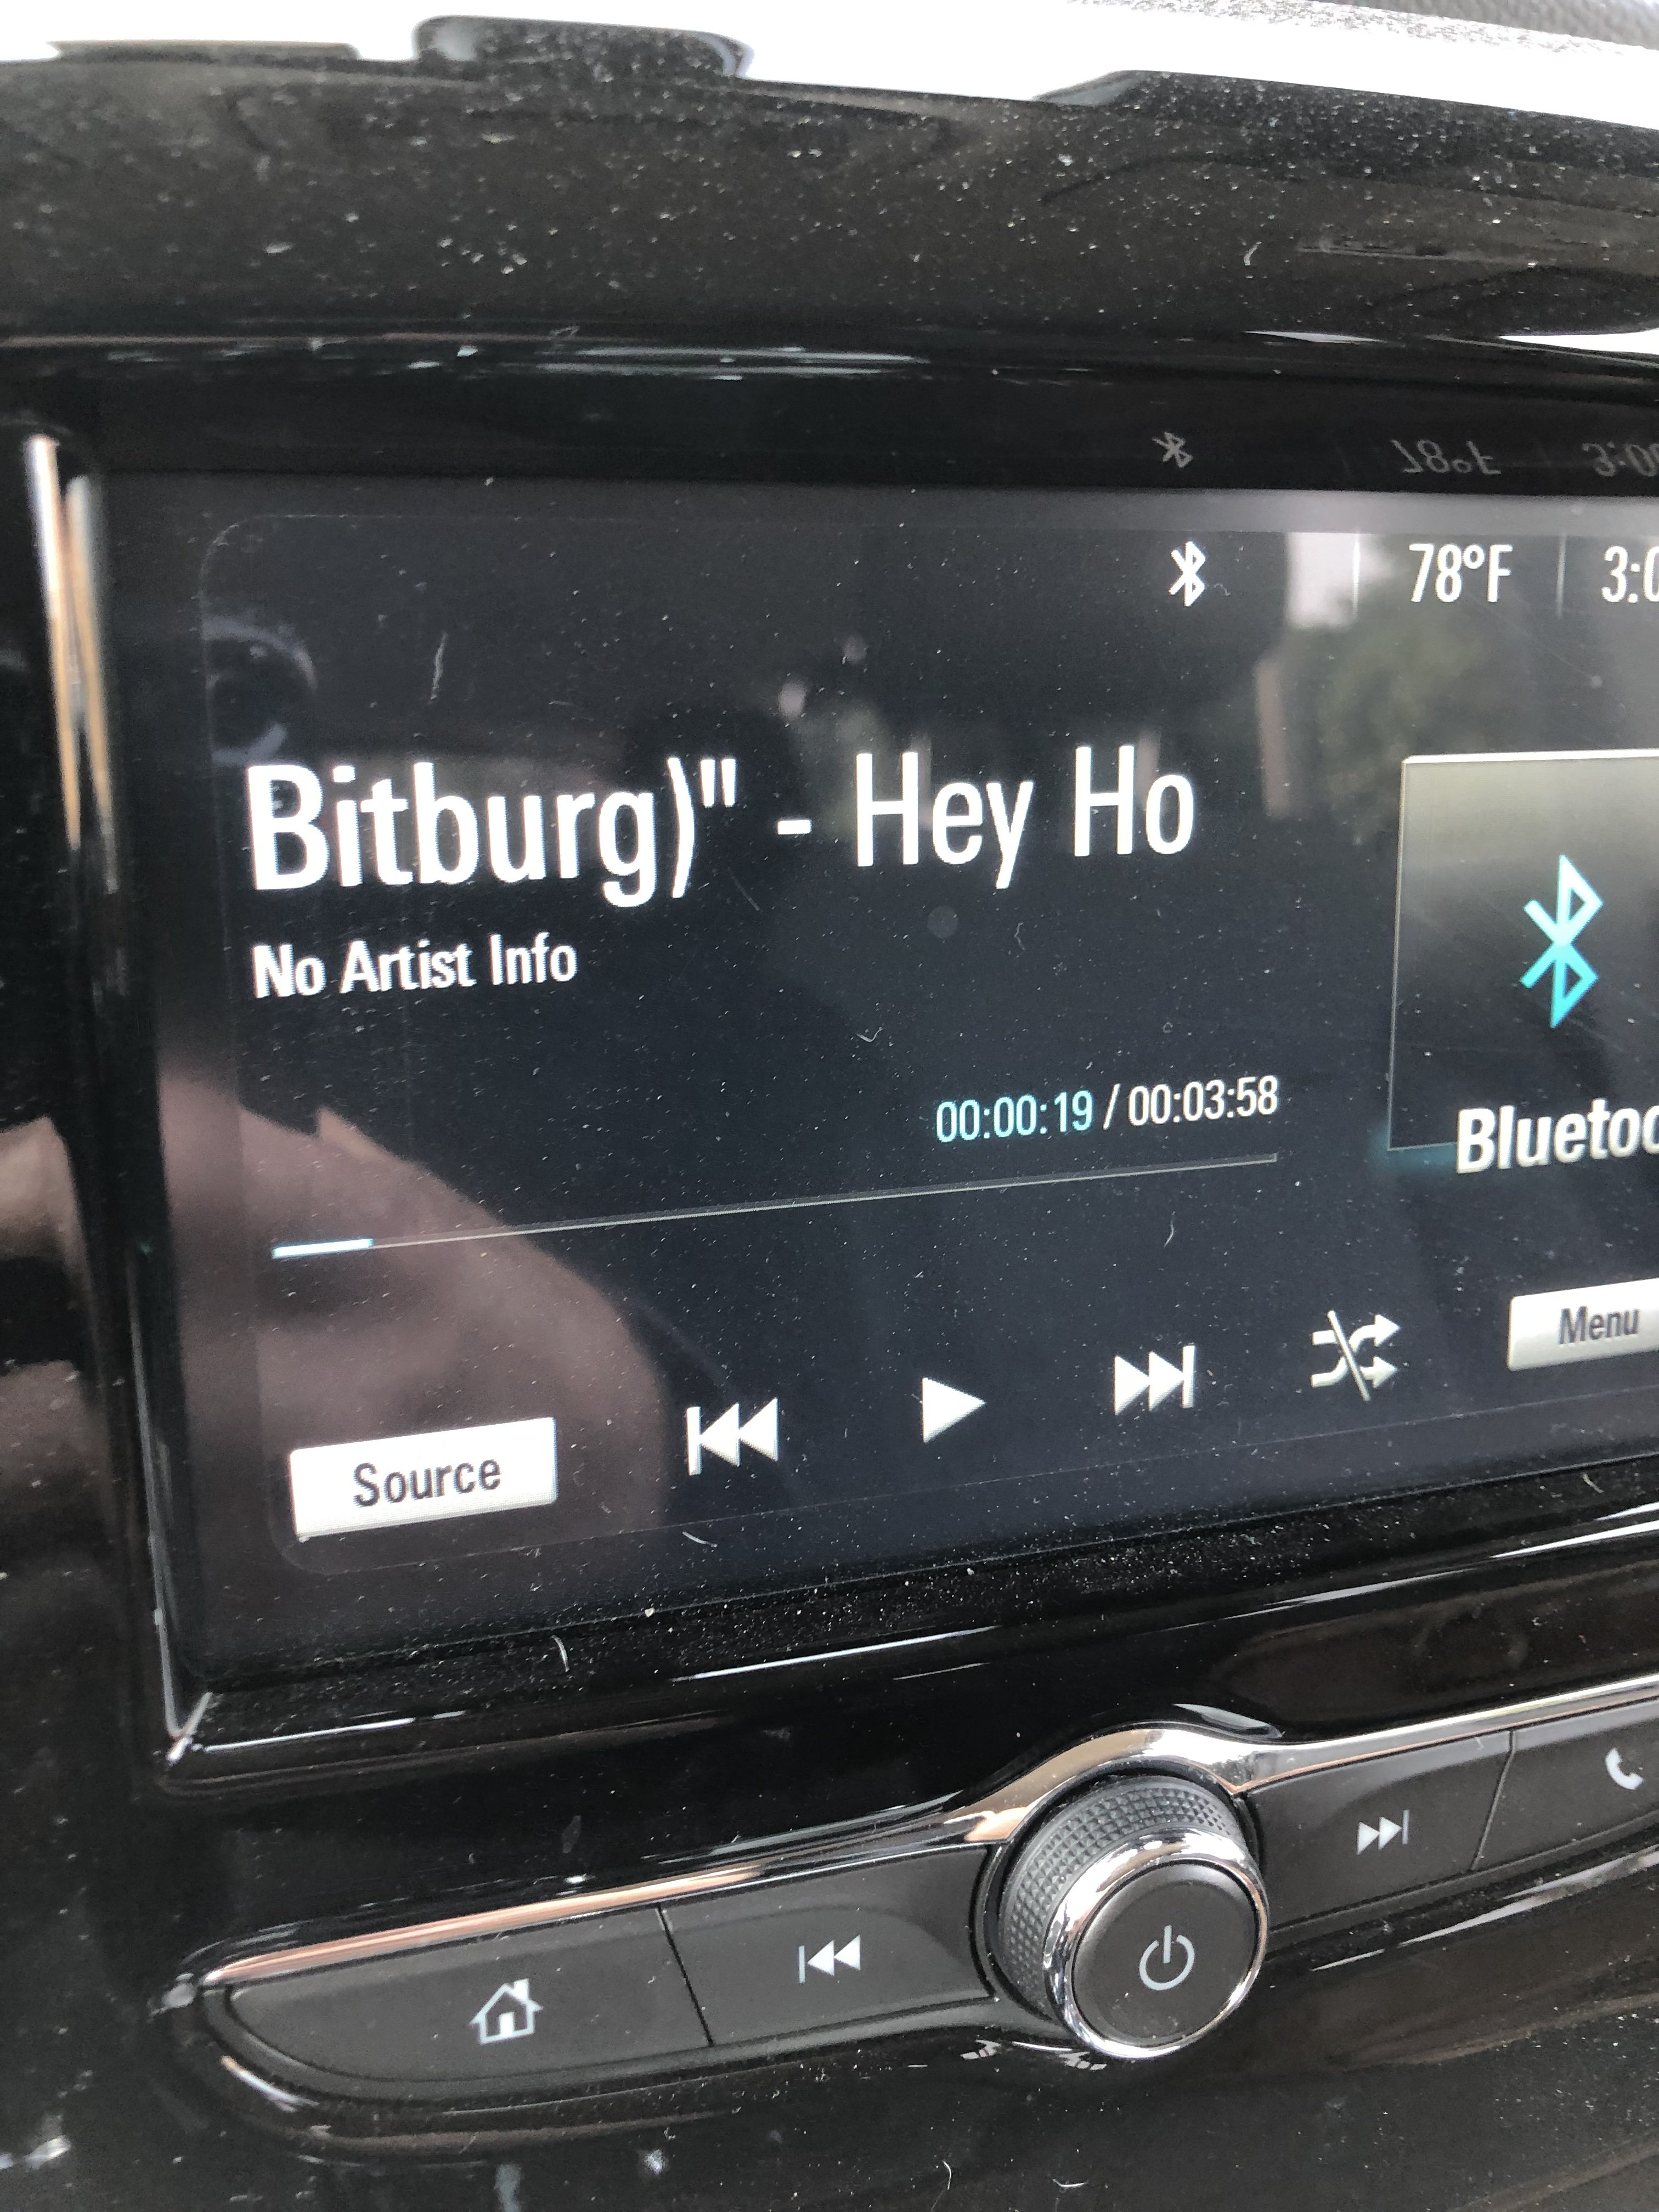 78°F 3:0
Bitburg)" - Hey Ho
No Artist Info
00:00:19 / 00:03:58
Bluetoo
Source
Menu